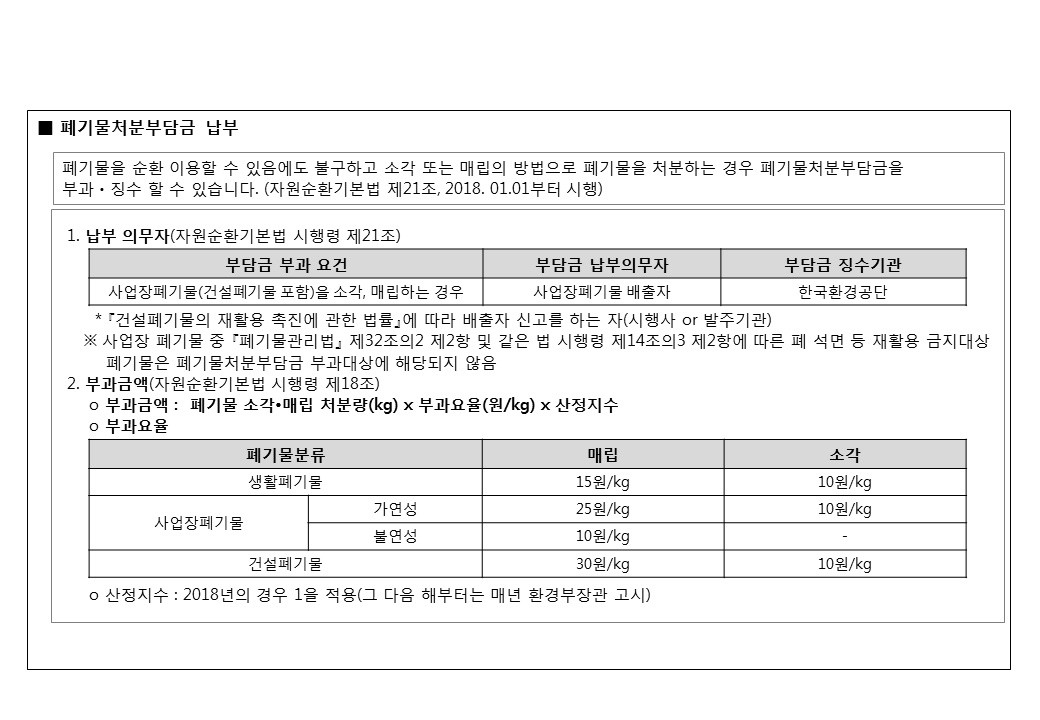 ■ 폐기물처분부담금 납부
폐기물을 순환 이용할 수 있음에도 불구하고 소각 또는 매립의 방법으로 폐기물을 처분하는 경우 폐기물처분부담금을
부과・징수 할 수 있습니다. (자원순환기본법 제21조, 2018. 01.01부터 시행)
1. 납부 의무자(자원순환기본법 시행령 제21조)
부담금 부과 요건 부담금 납부의무자 부담금 징수기관
사업장폐기물(건설폐기물 포함)을 소각, 매립하는 경우 사업장폐기물 배출자 한국환경공단
*『건설폐기물의 재활용 촉진에 관한 법률』에 따라 배출자 신고를 하는 자(시행사 or 발주기관)
※ 사업장 폐기물 중 『폐기물관리법』 제32조의2 제2항 및 같은 법 시행령 제14조의3 제2항에 따른 폐 석면 등 재활용 금지대상
폐기물은 폐기물처분부담금 부과대상에 해당되지 않음
2. 부과금액(자원순환기본법 시행령 제18조)
ㅇ 부과금액 : 폐기물 소각•매립 처분량(kg) x 부과요율(원/kg) x 산정지수
ㅇ 부과요율
폐기물분류 매립 소각
생활폐기물 15원/kg 10원/kg
사업장폐기물 가연성 25원/kg 10원/kg
불연성 10원/kg -
건설폐기물 30원/kg 10원/kg
ㅇ 산정지수 : 2018년의 경우 1을 적용(그 다음 해부터는 매년 환경부장관 고시)